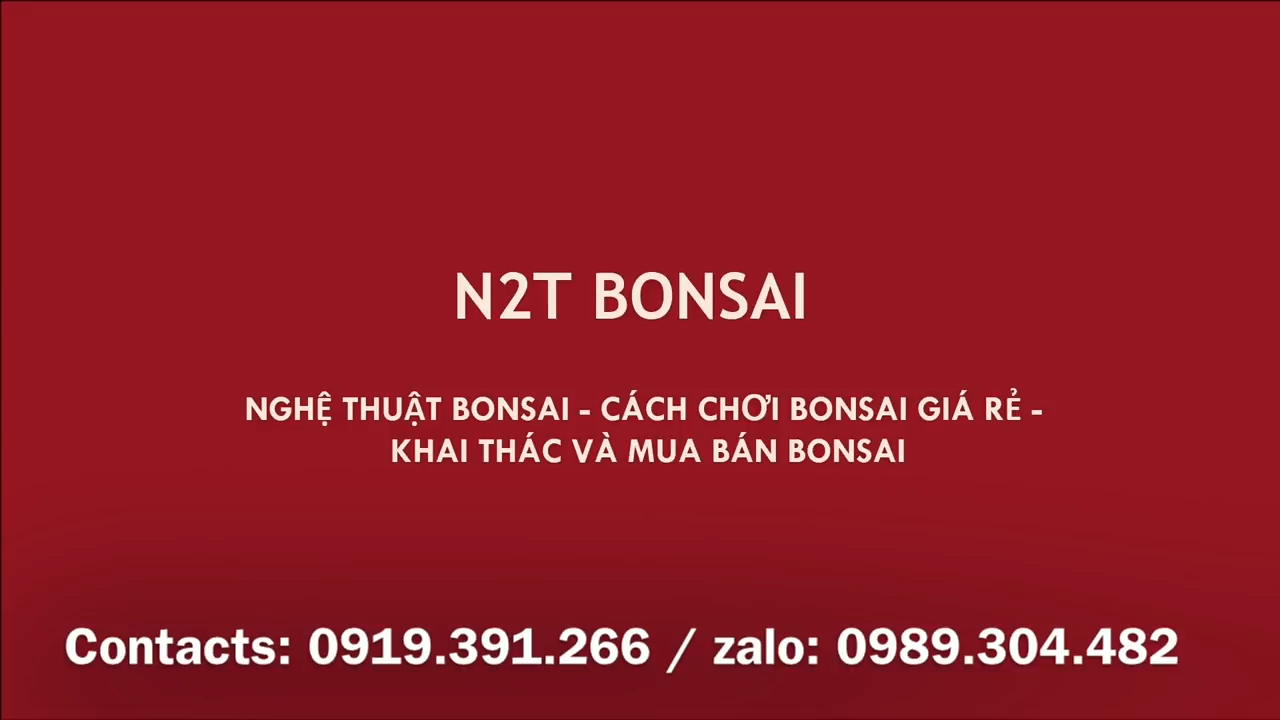 N2T BONSAI
NGHỆ THUẬT BONSAI - CÁCH CHƠI BONSAI GIÁ RẺ -
KHAI THÁC VÀ MUA BÁN BONSAI
Contacts: 0919.391.266 / zalo: 0989.304.482